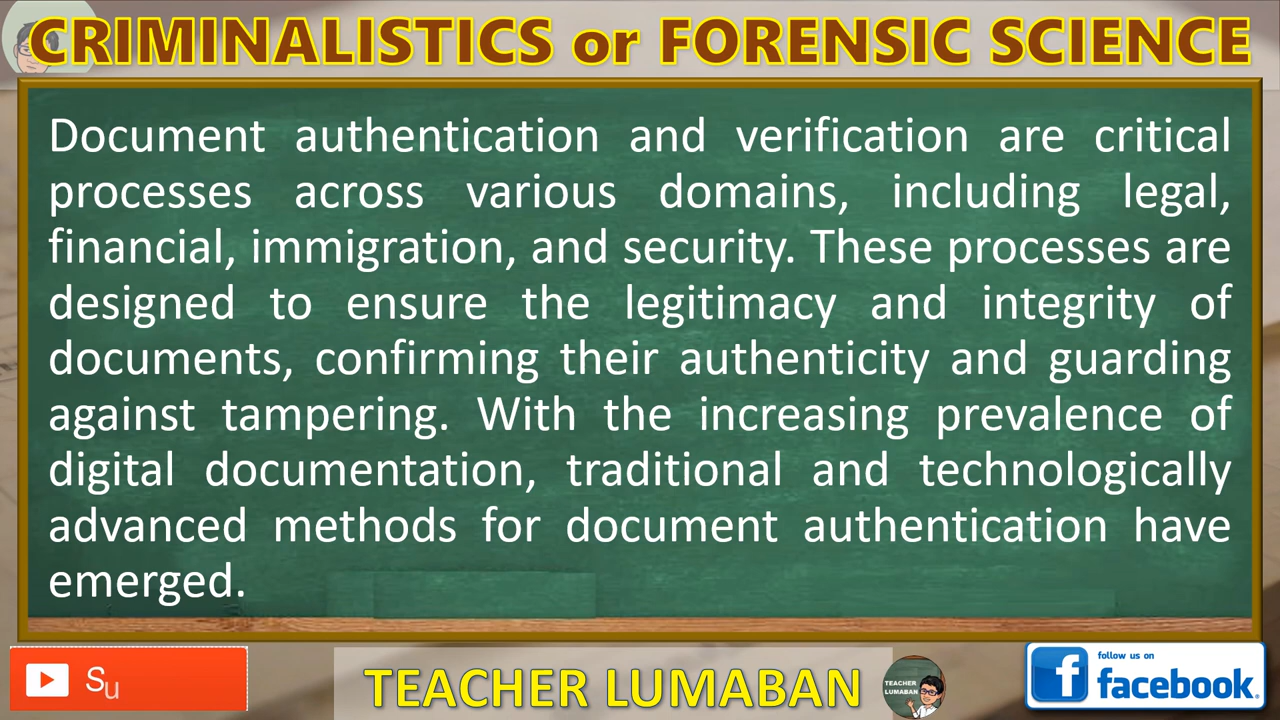 CRIMINALISTICS or FORENSIC SCIENCE
Document authentication and verification are critical
processes across various domains, including legal,
financial, immigration, and security. These processes are
designed to ensure the legitimacy and integrity of
documents, confirming their authenticity and guarding
against tampering. With the increasing prevalence of
digital documentation, traditional and technologically
advanced methods for document authentication have
emerged.
Su
TEACHER LUMABAN
TEACHER
LUMABAN
follow us on
facebook